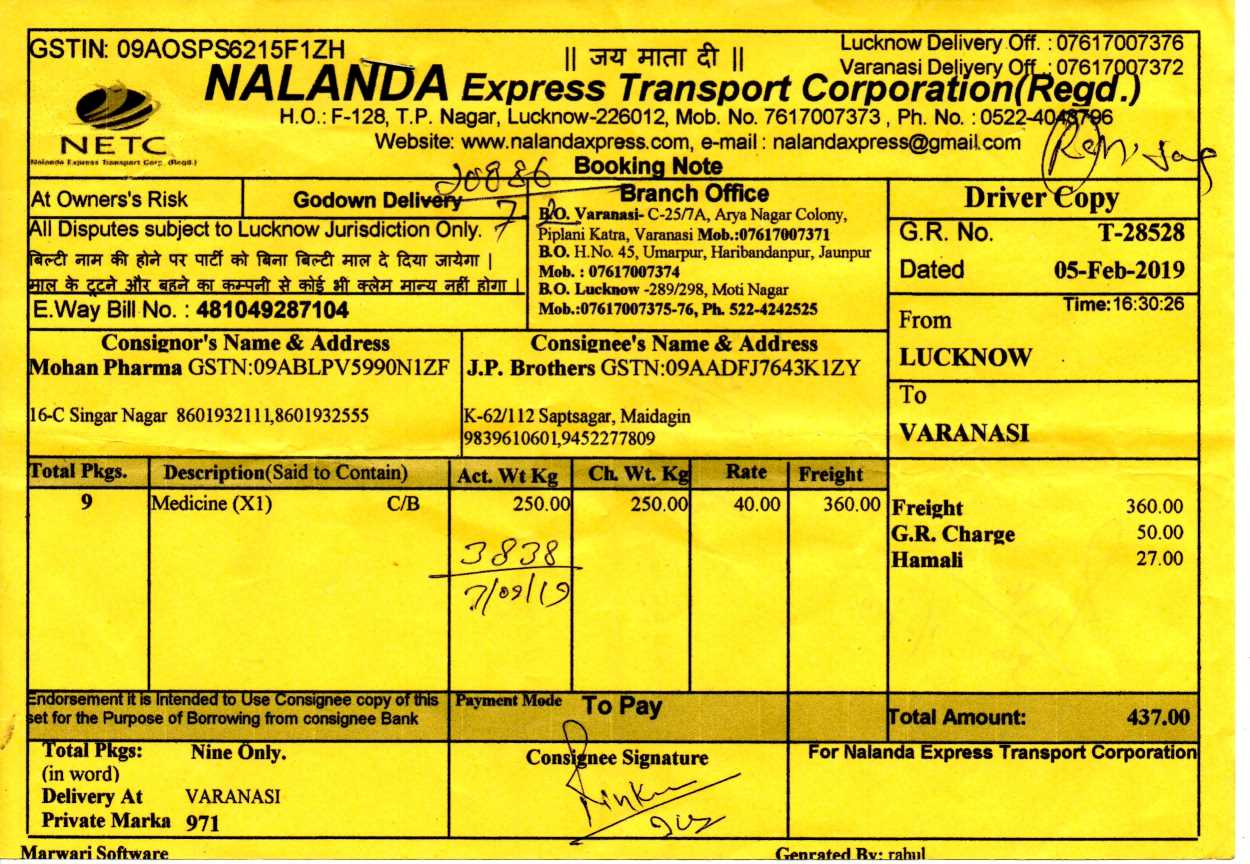 GSTIN: 09AOSPS6215F1ZH
|| जय माता दी ||
Lucknow Delivery Off. : 07617007376
Varanasi Delivery Off. : 07617007372
NALANDA Express Transport Corporation(Regd.)
NETC
Nalanda Express Transport Corp. (Regd.)
H.O.: F-128, T.P. Nagar, Lucknow-226012, Mob. No. 7617007373 , Ph. No. : 0522-4043796
Website: www.nalandaxpress.com, e-mail : nalandaxpress@gmail.com
Booking Note
20886
At Owner's Risk
Godown Delivery
All Disputes subject to Lucknow Jurisdiction Only.
बिल्टी नाम की होने पर पार्टी को बिना बिल्टी माल दे दिया जायेगा |
माल के टूटने और बहने का कम्पनी से कोई भी क्लेम मान्य नहीं होगा |
E.Way Bill No. : 481049287104
Branch Office
B.O. Varanasi- C-25/7A, Arya Nagar Colony,
Piplani Katra, Varanasi Mob.:07617007371
B.O. H.No. 45, Umarpur, Haribandanpur, Jaunpur
Mob. : 07617007374
B.O. Lucknow -289/298, Moti Nagar
Mob.:07617007375-76, Ph. 522-4242525
Driver Copy
G.R. No. T-28528
Dated 05-Feb-2019
Time: 16:30:26
From
LUCKNOW
To
VARANASI
Consignor's Name & Address
Mohan Pharma GSTN:09ABLPV5990N1ZF
16-C Singar Nagar 8601932111,8601932555
Consignee's Name & Address
J.P. Brothers GSTN:09AADFJ7643K1ZY
K-62/112 Saptsagar, Maidagin
9839610601,9452277809
Total Pkgs. Description(Said to Contain) Act. Wt Kg Ch. Wt. Kg Rate Freight
9 Medicine (X1) C/B 250.00 250.00 40.00 360.00
3838
7/09/19
Freight 360.00
G.R. Charge 50.00
Hamali 27.00
Endorsement it is Intended to Use Consignee copy of this
set for the Purpose of Borrowing from consignee Bank
Payment Mode To Pay
Total Amount: 437.00
Total Pkgs: Nine Only.
(in word)
Delivery At VARANASI
Private Marka 971
Consignee Signature
For Nalanda Express Transport Corporation
Marwari Software
Genrated By: rahul